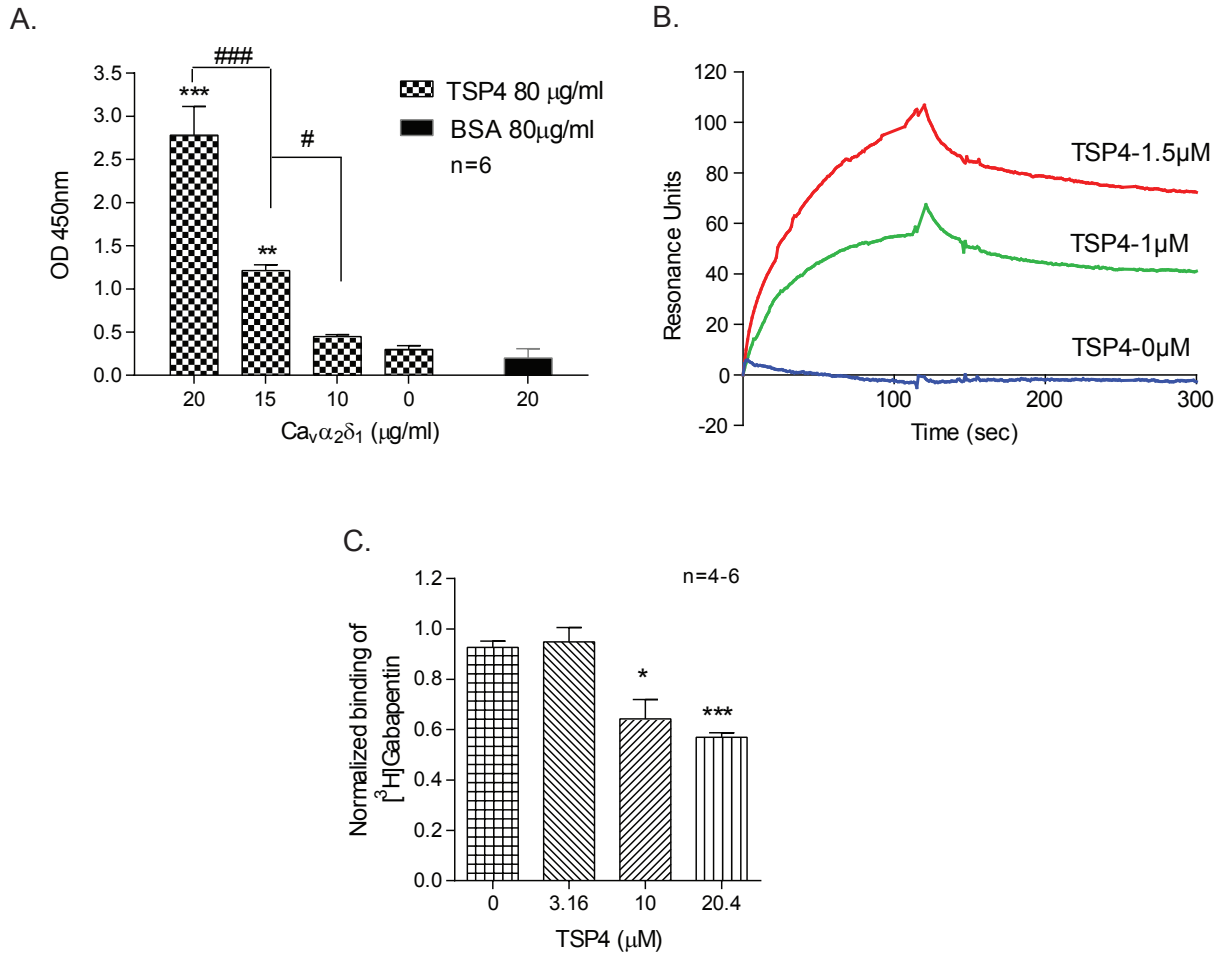 A.
###
***
#
**
TSP4 80 μg/ml
BSA 80μg/ml
n=6
3.5
3.0
2.5
2.0
1.5
1.0
0.5
0.0
OD 450nm
20 15 10 0 20
Caᵥα₂δ₁ (μg/ml)
B.
120
100
80
60
40
20
0
-20
Resonance Units
TSP4-1.5μM
TSP4-1μM
TSP4-0μM
100 200 300
Time (sec)
C.
n=4-6
1.2
1.0
0.8
0.6
0.4
0.2
0.0
Normalized binding of
[³H]Gabapentin
*
***
0 3.16 10 20.4
TSP4 (μM)